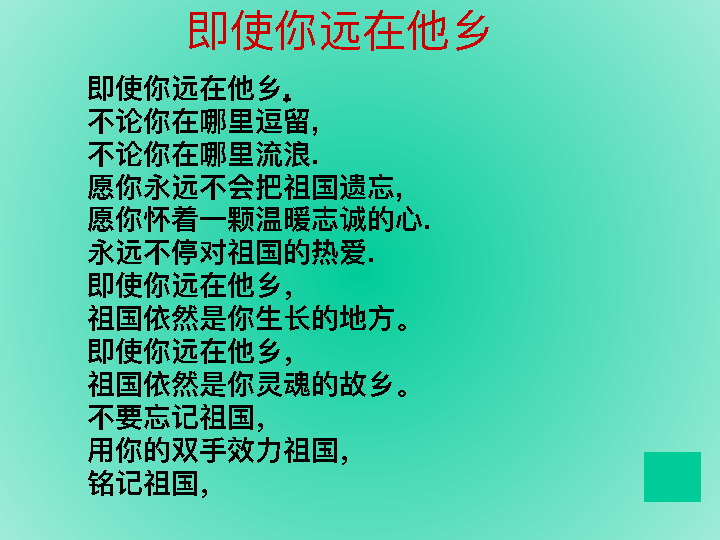 即使你远在他乡
即使你远在他乡.
不论你在哪里逗留,
不论你在哪里流浪.
愿你永远不会把祖国遗忘,
愿你怀着一颗温暖志诚的心.
永远不停对祖国的热爱.
即使你远在他乡,
祖国依然是你生长的地方。
即使你远在他乡,
祖国依然是你灵魂的故乡。
不要忘记祖国,
用你的双手效力祖国,
铭记祖国,